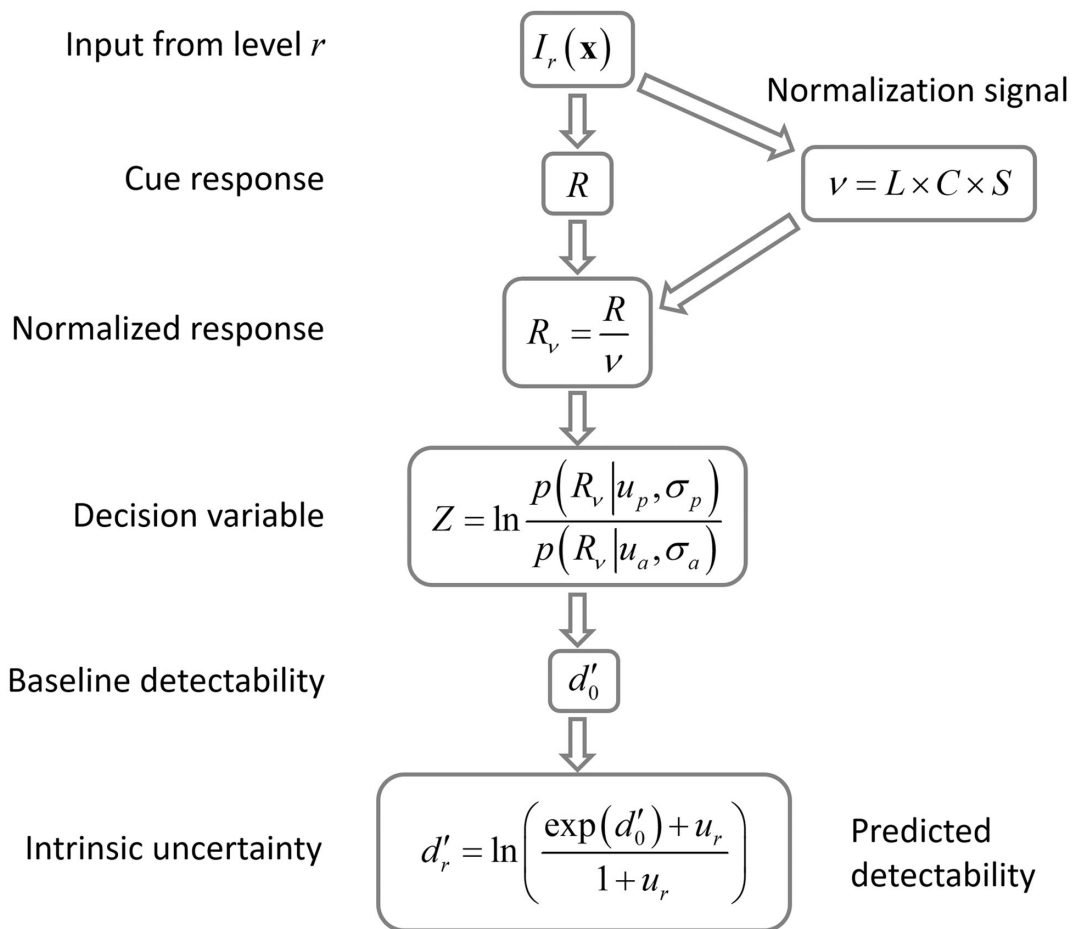 Input from level r
I_r(𝐱)
Normalization signal
Cue response
R
ν = L × C × S
Normalized response
R_ν = R/ν
Decision variable
Z = ln p(R_ν|u_p,σ_p)/p(R_ν|u_a,σ_a)
Baseline detectability
d′_0
Intrinsic uncertainty
d′_r = ln((exp(d′_0)+u_r)/(1+u_r))
Predicted
detectability